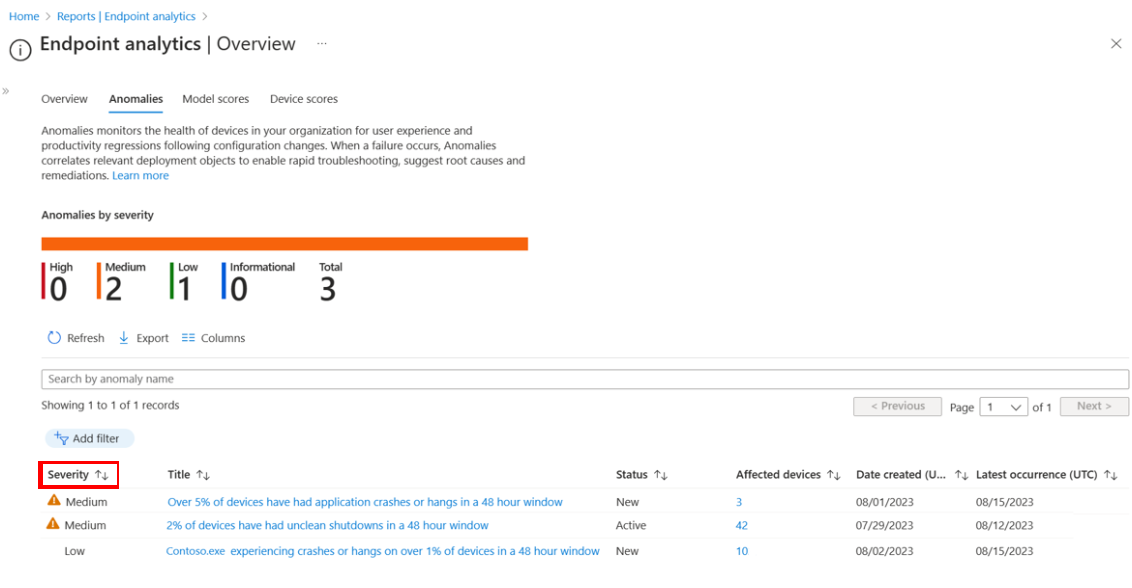 Home > Reports | Endpoint analytics >
Endpoint analytics | Overview ...
Overview Anomalies Model scores Device scores
Anomalies monitors the health of devices in your organization for user experience and
productivity regressions following configuration changes. When a failure occurs, Anomalies
correlates relevant deployment objects to enable rapid troubleshooting, suggest root causes and
remediations. Learn more
Anomalies by severity
High Medium Low Informational Total
0 2 1 0 3
Refresh Export Columns
Search by anomaly name
Showing 1 to 1 of 1 records
< Previous Page 1 of 1 Next >
Add filter
Severity ↑↓ Title ↑↓ Status ↑↓ Affected devices ↑↓ Date created (U... ↑↓ Latest occurrence (UTC) ↑↓
Medium Over 5% of devices have had application crashes or hangs in a 48 hour window New 3 08/01/2023 08/15/2023
Medium 2% of devices have had unclean shutdowns in a 48 hour window Active 42 07/29/2023 08/12/2023
Low Contoso.exe experiencing crashes or hangs on over 1% of devices in a 48 hour window New 10 08/02/2023 08/15/2023